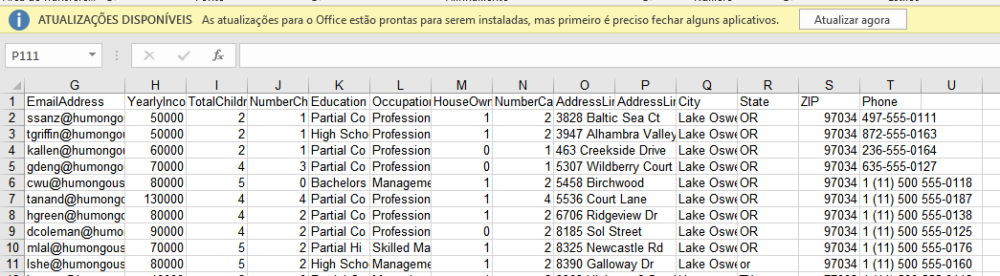 ATUALIZAÇÕES DISPONÍVEIS As atualizações para o Office estão prontas para serem instaladas, mas primeiro é preciso fechar alguns aplicativos. Atualizar agora
P111 fx
G H I J K L M N O P Q R S T U
1 EmailAddress YearlyInco TotalChildr NumberCh Education Occupation HouseOwn NumberCa AddressLin AddressLin City State ZIP Phone
2 ssanz@humongou 50000 2 1 Partial Co Profession 1 2 3828 Baltic Sea Ct Lake Oswe OR 97034 497-555-0111
3 tgriffin@humongou 50000 2 1 High Scho Profession 1 2 3947 Alhambra Valley Lake Oswe OR 97034 872-555-0163
4 kallen@humongou 60000 2 1 Partial Co Profession 0 1 463 Creekside Drive Lake Oswe OR 97034 236-555-0164
5 gdeng@humongou 70000 4 3 Partial Co Profession 0 1 5307 Wildberry Court Lake Oswe OR 97034 635-555-0127
6 cwu@humongous 80000 5 0 Bachelors Manageme 1 2 5458 Birchwood Lake Oswe OR 97034 1 (11) 500 555-0118
7 tanand@humongo 130000 4 4 Partial Co Profession 1 4 5536 Court Lane Lake Oswe OR 97034 1 (11) 500 555-0187
8 hgreen@humongo 80000 4 2 Partial Co Profession 1 2 6706 Ridgeview Dr Lake Oswe OR 97034 1 (11) 500 555-0138
9 dcoleman@humo 90000 4 2 Partial Co Profession 0 2 8185 Sol Street Lake Oswe OR 97034 1 (11) 500 555-0125
10 mlal@humongous 70000 5 2 Partial Hi Skilled Ma 1 2 8325 Newcastle Rd Lake Oswe OR 97034 1 (11) 500 555-0176
11 lshe@humongous 80000 5 2 High Scho Manageme 1 2 8390 Galloway Dr Lake Oswe or 97034 1 (11) 500 555-0160